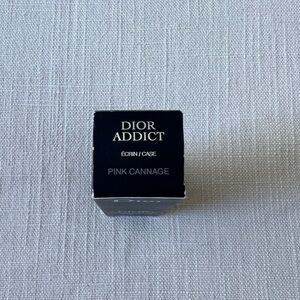 DIOR
ADDICT
ÉCRIN / CASE
PINK CANNAGE